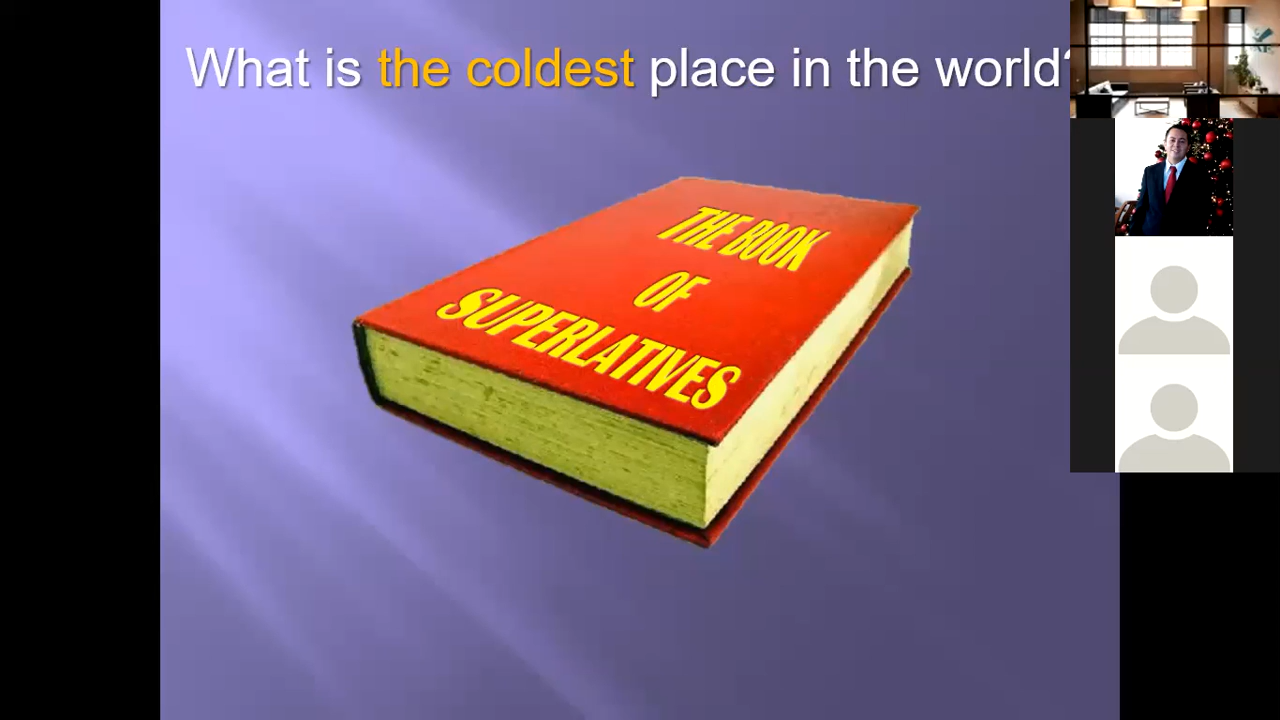 What is the coldest place in the world?
THE BOOK
OF
SUPERLATIVES